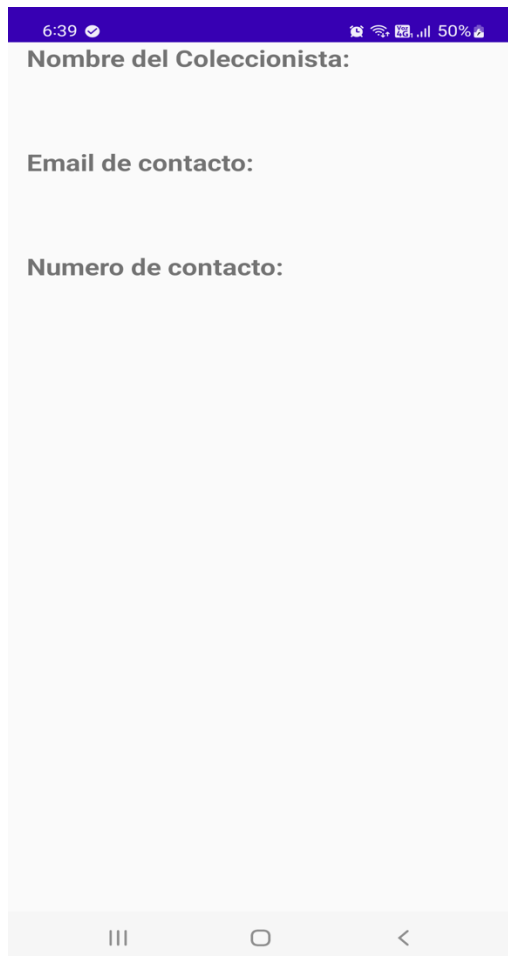 6:39
50%
Nombre del Coleccionista:
Email de contacto:
Numero de contacto: